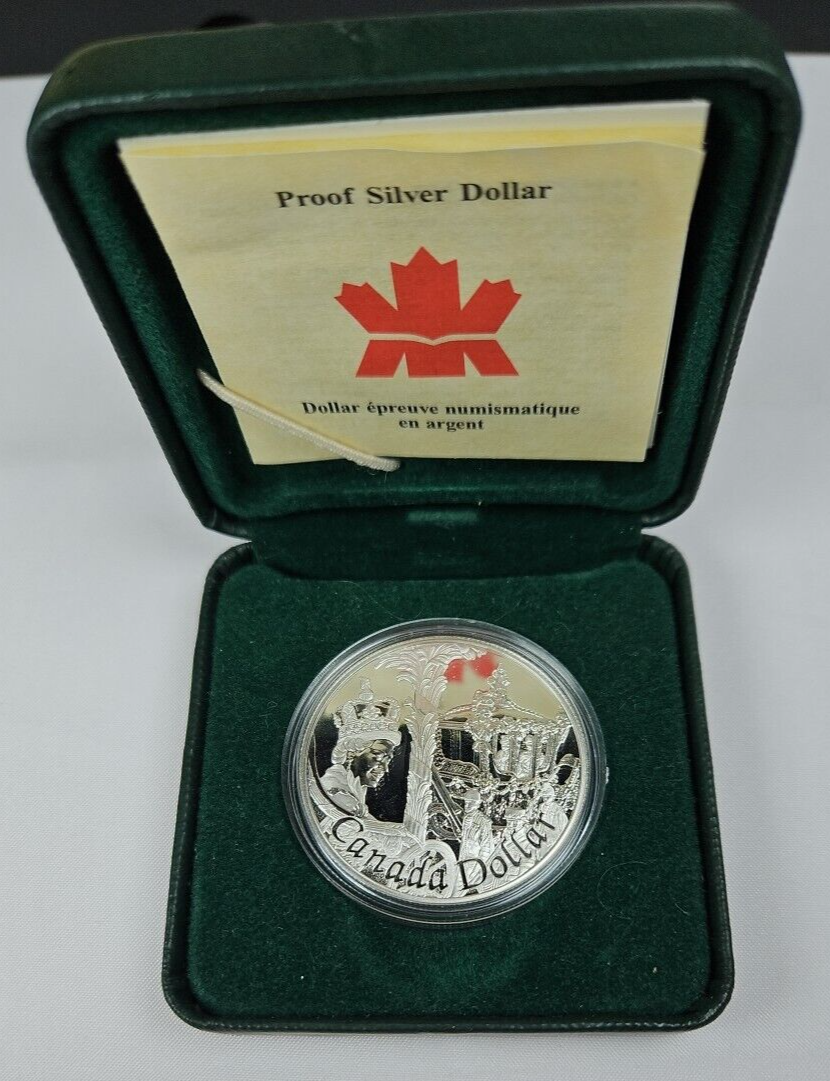 Proof Silver Dollar
Dollar épreuve numismatique
en argent
Canada Dollar